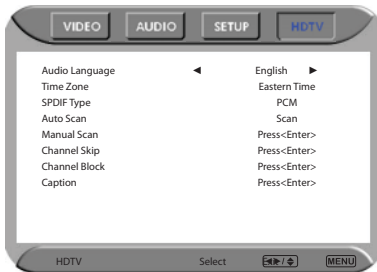 VIDEO AUDIO SETUP HDTV
Audio Language ◀ English ▶
Time Zone Eastern Time
SPDIF Type PCM
Auto Scan Scan
Manual Scan Press<Enter>
Channel Skip Press<Enter>
Channel Block Press<Enter>
Caption Press<Enter>
HDTV Select MENU